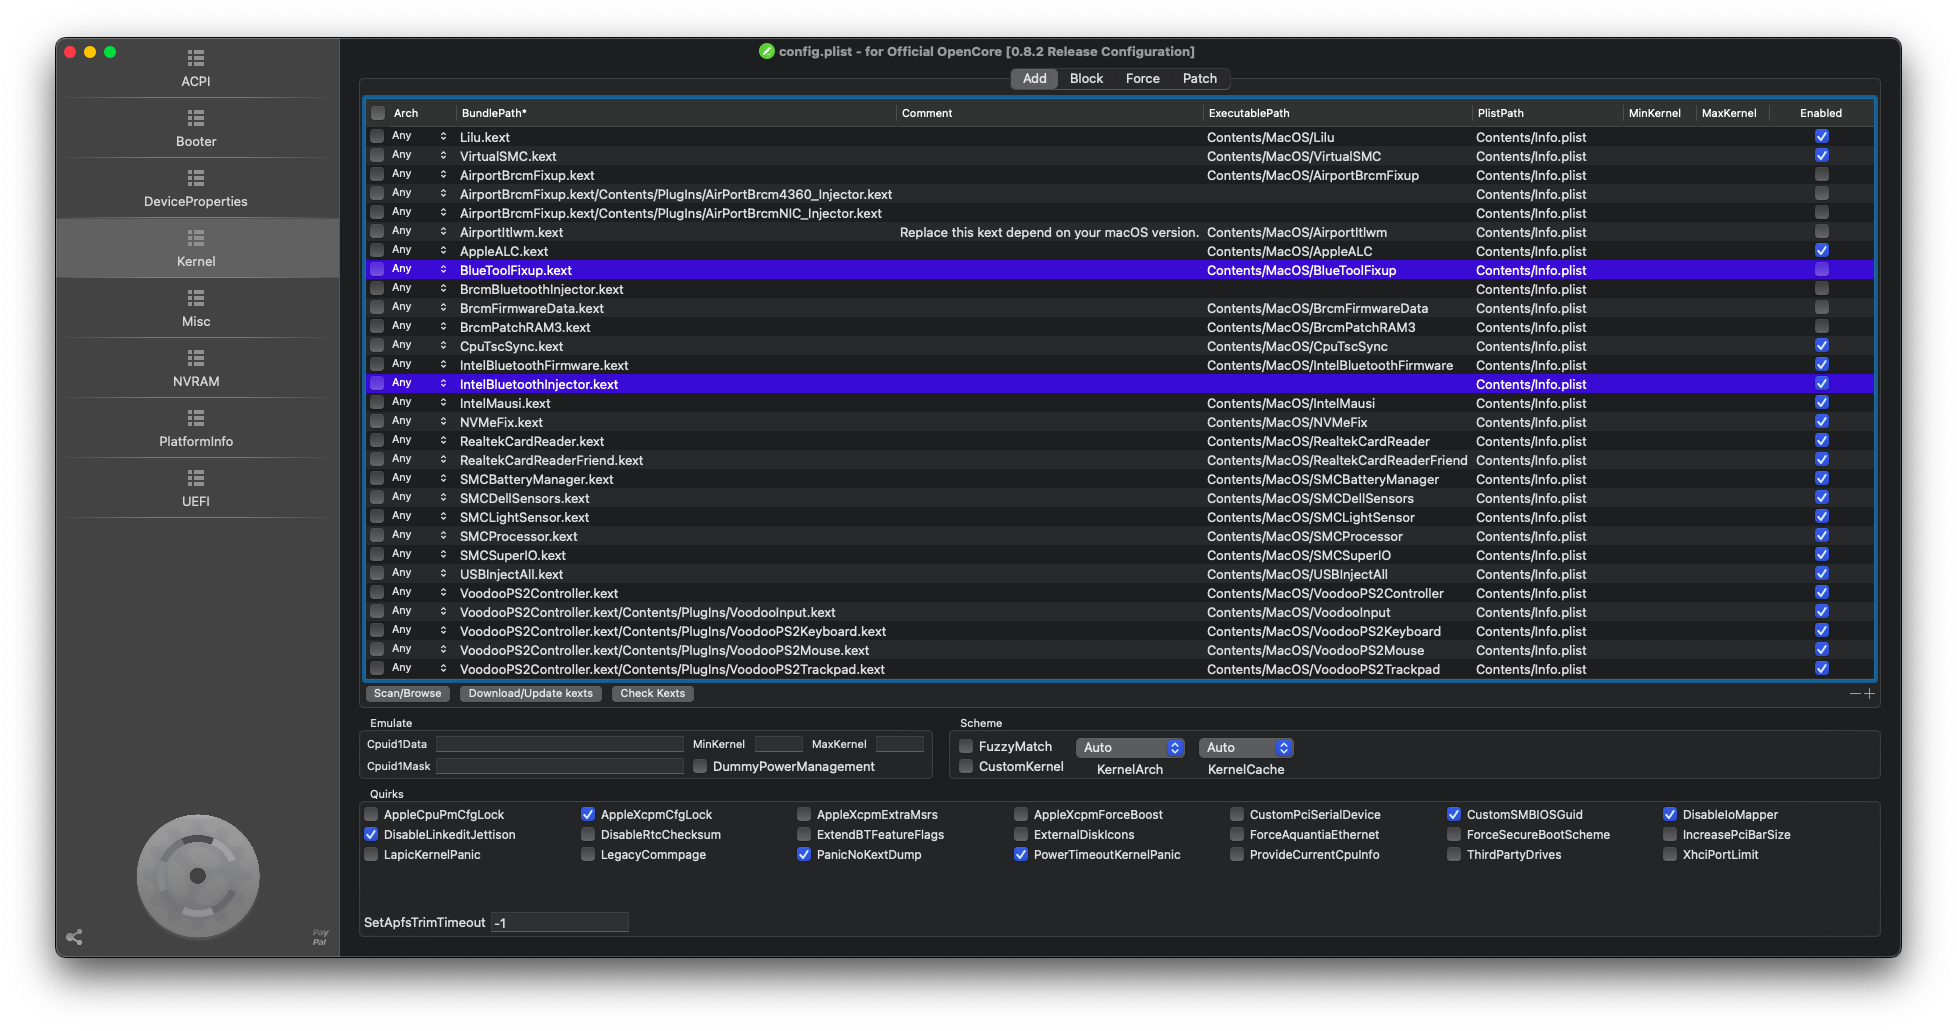 config.plist - for Official OpenCore [0.8.2 Release Configuration]
ACPI
Booter
DeviceProperties
Kernel
Misc
NVRAM
PlatformInfo
UEFI
Pay
Pal
Add Block Force Patch
Arch BundlePath* Comment ExecutablePath PlistPath MinKernel MaxKernel Enabled
Any Lilu.kext Contents/MacOS/Lilu Contents/Info.plist
Any VirtualSMC.kext Contents/MacOS/VirtualSMC Contents/Info.plist
Any AirportBrcmFixup.kext Contents/MacOS/AirportBrcmFixup Contents/Info.plist
Any AirportBrcmFixup.kext/Contents/PlugIns/AirPortBrcm4360_Injector.kext Contents/Info.plist
Any AirportBrcmFixup.kext/Contents/PlugIns/AirPortBrcmNIC_Injector.kext Contents/Info.plist
Any AirportItlwm.kext Replace this kext depend on your macOS version. Contents/MacOS/AirportItlwm Contents/Info.plist
Any AppleALC.kext Contents/MacOS/AppleALC Contents/Info.plist
Any BlueToolFixup.kext Contents/MacOS/BlueToolFixup Contents/Info.plist
Any BrcmBluetoothInjector.kext Contents/Info.plist
Any BrcmFirmwareData.kext Contents/MacOS/BrcmFirmwareData Contents/Info.plist
Any BrcmPatchRAM3.kext Contents/MacOS/BrcmPatchRAM3 Contents/Info.plist
Any CpuTscSync.kext Contents/MacOS/CpuTscSync Contents/Info.plist
Any IntelBluetoothFirmware.kext Contents/MacOS/IntelBluetoothFirmware Contents/Info.plist
Any IntelBluetoothInjector.kext Contents/Info.plist
Any IntelMausi.kext Contents/MacOS/IntelMausi Contents/Info.plist
Any NVMeFix.kext Contents/MacOS/NVMeFix Contents/Info.plist
Any RealtekCardReader.kext Contents/MacOS/RealtekCardReader Contents/Info.plist
Any RealtekCardReaderFriend.kext Contents/MacOS/RealtekCardReaderFriend Contents/Info.plist
Any SMCBatteryManager.kext Contents/MacOS/SMCBatteryManager Contents/Info.plist
Any SMCDellSensors.kext Contents/MacOS/SMCDellSensors Contents/Info.plist
Any SMCLightSensor.kext Contents/MacOS/SMCLightSensor Contents/Info.plist
Any SMCProcessor.kext Contents/MacOS/SMCProcessor Contents/Info.plist
Any SMCSuperIO.kext Contents/MacOS/SMCSuperIO Contents/Info.plist
Any USBInjectAll.kext Contents/MacOS/USBInjectAll Contents/Info.plist
Any VoodooPS2Controller.kext Contents/MacOS/VoodooPS2Controller Contents/Info.plist
Any VoodooPS2Controller.kext/Contents/PlugIns/VoodooInput.kext Contents/MacOS/VoodooInput Contents/Info.plist
Any VoodooPS2Controller.kext/Contents/PlugIns/VoodooPS2Keyboard.kext Contents/MacOS/VoodooPS2Keyboard Contents/Info.plist
Any VoodooPS2Controller.kext/Contents/PlugIns/VoodooPS2Mouse.kext Contents/MacOS/VoodooPS2Mouse Contents/Info.plist
Any VoodooPS2Controller.kext/Contents/PlugIns/VoodooPS2Trackpad.kext Contents/MacOS/VoodooPS2Trackpad Contents/Info.plist
Scan/Browse Download/Update kexts Check Kexts
Emulate Scheme
Cpuid1Data MinKernel MaxKernel FuzzyMatch Auto Auto
Cpuid1Mask DummyPowerManagement CustomKernel KernelArch KernelCache
Quirks
AppleCpuPmCfgLock AppleXcpmCfgLock AppleXcpmExtraMsrs AppleXcpmForceBoost CustomPciSerialDevice CustomSMBIOSGuid DisableIoMapper
DisableLinkeditJettison DisableRtcChecksum ExtendBTFeatureFlags ExternalDiskIcons ForceAquantiaEthernet ForceSecureBootScheme IncreasePciBarSize
LapicKernelPanic LegacyCommpage PanicNoKextDump PowerTimeoutKernelPanic ProvideCurrentCpuInfo ThirdPartyDrives XhciPortLimit
SetApfsTrimTimeout -1